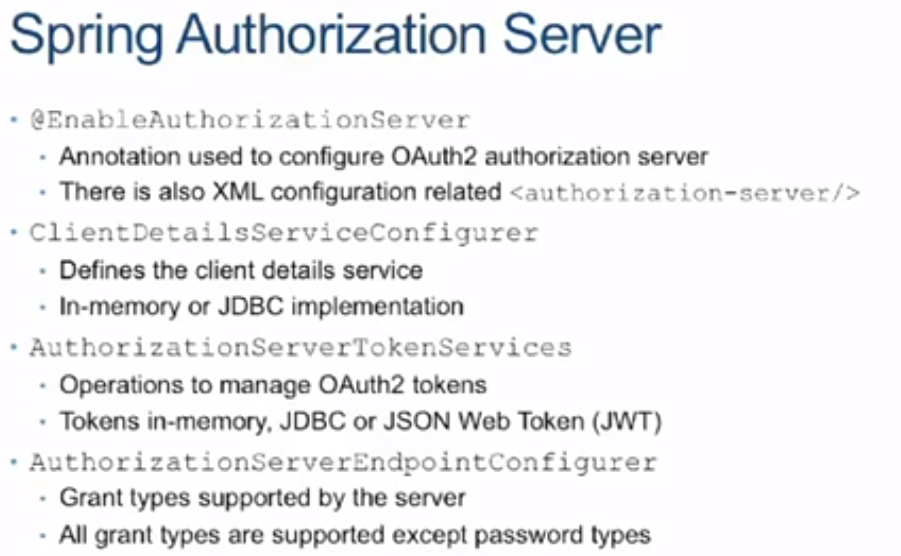 Spring Authorization Server
• @EnableAuthorizationServer
• Annotation used to configure OAuth2 authorization server
• There is also XML configuration related <authorization-server/>
• ClientDetailsServiceConfigurer
• Defines the client details service
• In-memory or JDBC implementation
• AuthorizationServerTokenServices
• Operations to manage OAuth2 tokens
• Tokens in-memory, JDBC or JSON Web Token (JWT)
• AuthorizationServerEndpointConfigurer
• Grant types supported by the server
• All grant types are supported except password types